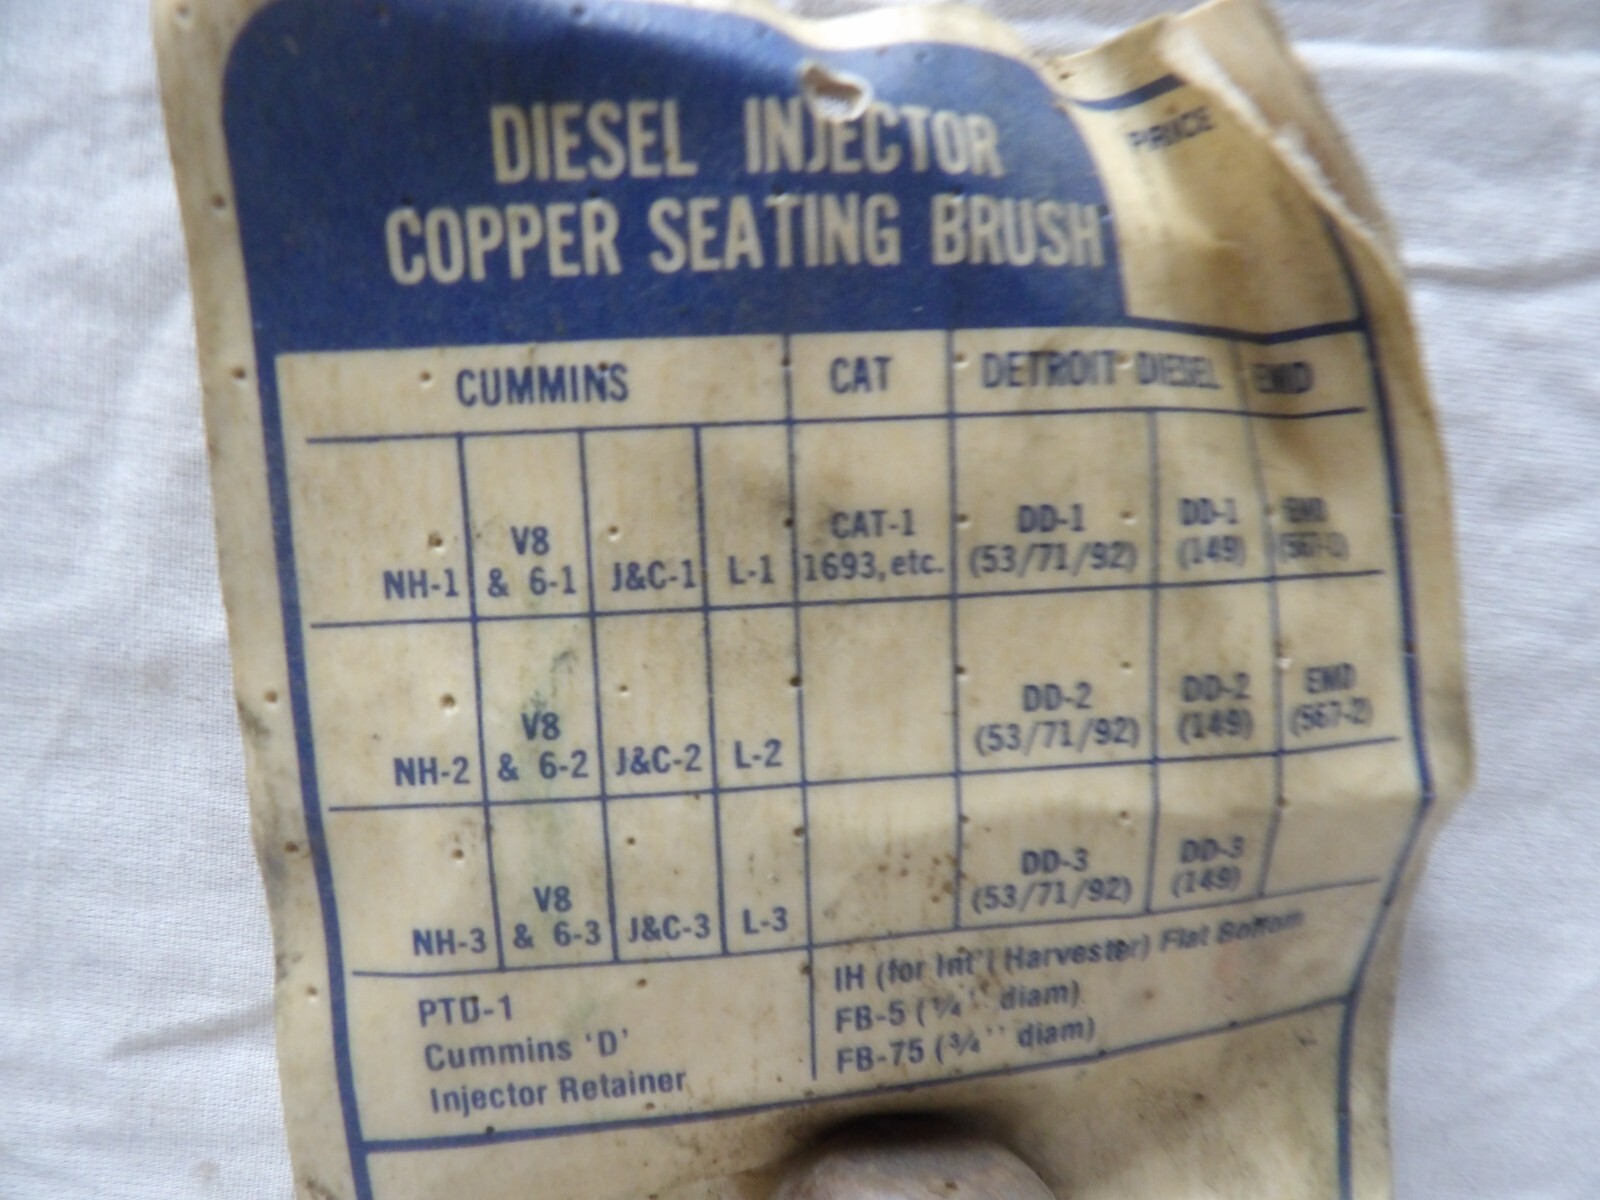 DIESEL INJECTOR
COPPER SEATING BRUSH
PRICE
CUMMINS CAT DETROIT DIESEL EMD
NH-1
V8
& 6-1
J&C-1
L-1
CAT-1
1693, etc.
DD-1
(53/71/92)
DD-1
(149)
EMD
(567-1)
NH-2
V8
& 6-2
J&C-2
L-2
DD-2
(53/71/92)
DD-2
(149)
EMD
(567-2)
NH-3
V8
& 6-3
J&C-3
L-3
DD-3
(53/71/92)
DD-3
(149)
PTD-1
Cummins ‘D’
Injector Retainer
IH (for Int'l Harvester) Flat Bottom
FB-5 ( diam)
FB-75 (¾'' diam)